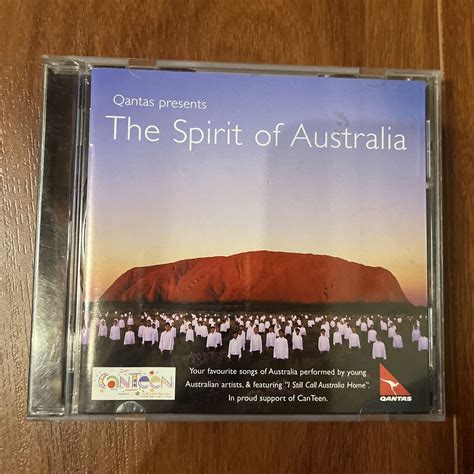 Qantas presents
The Spirit of Australia
CanTeen
Your favourite songs of Australia performed by young
Australian artists, & featuring "I Still Call Australia Home".
In proud support of CanTeen.
QANTAS